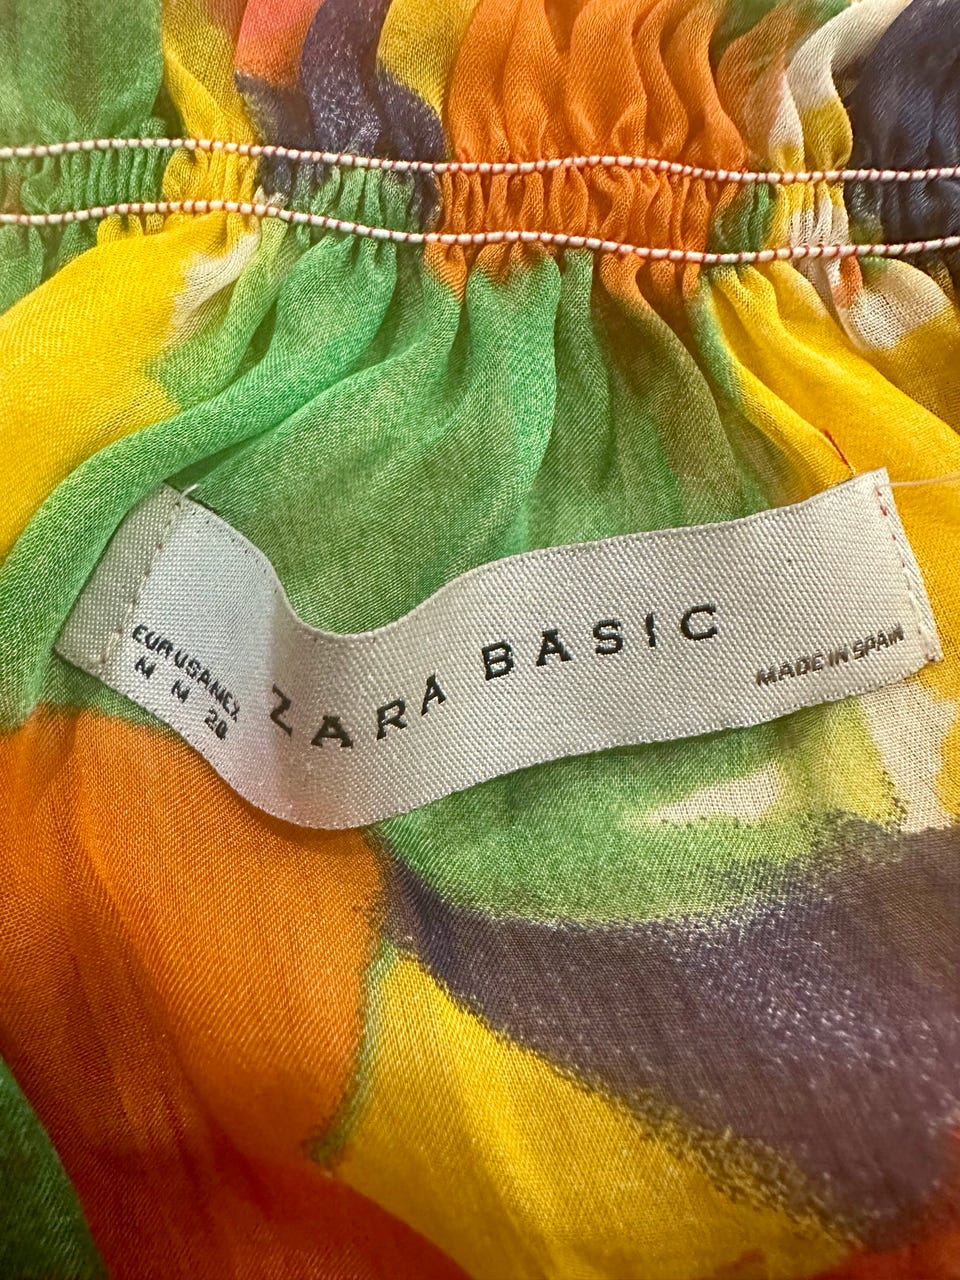 EUR USA MEX
M M 28
ZARA BASIC
MADE IN SPAIN